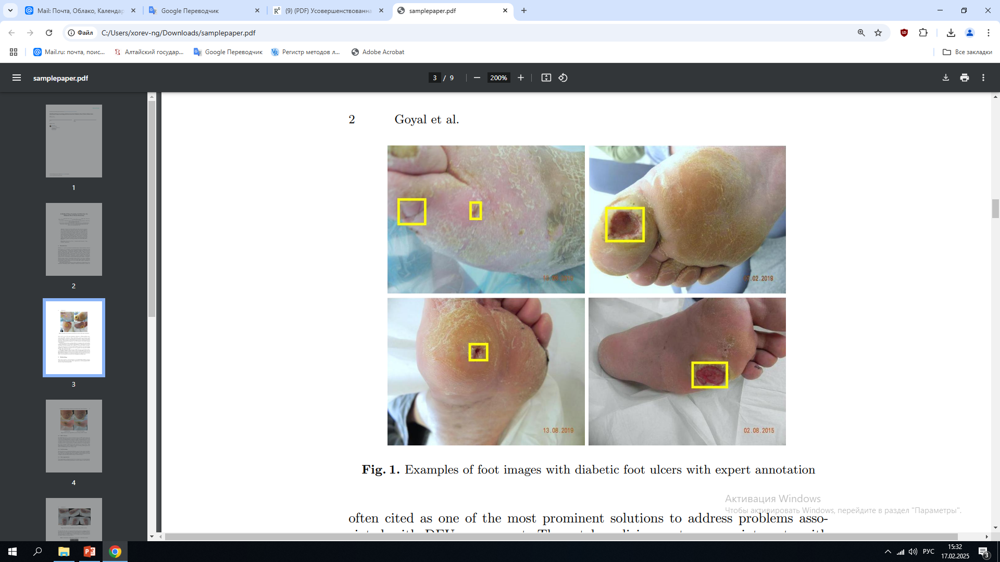 Mail: Почта, Облако, Календар
Google Переводчик
(9) (PDF) Усовершенствованна
samplepaper.pdf
Файл
C:/Users/xorev-ng/Downloads/samplepaper.pdf
Mail.ru: почта, поис...
Алтайский государ...
Google Переводчик
Регистр методов л...
Adobe Acrobat
Все закладки
samplepaper.pdf
3 / 9
200%
1
2
3
4
2 Goyal et al.
07.02.2019
13.08.2019
02.08.2015
Fig. 1. Examples of foot images with diabetic foot ulcers with expert annotation
Активация Windows
Чтобы активировать Windows, перейдите в раздел "Параметры".
often cited as one of the most prominent solutions to address problems asso-
РУС
15:32
17.02.2025
3